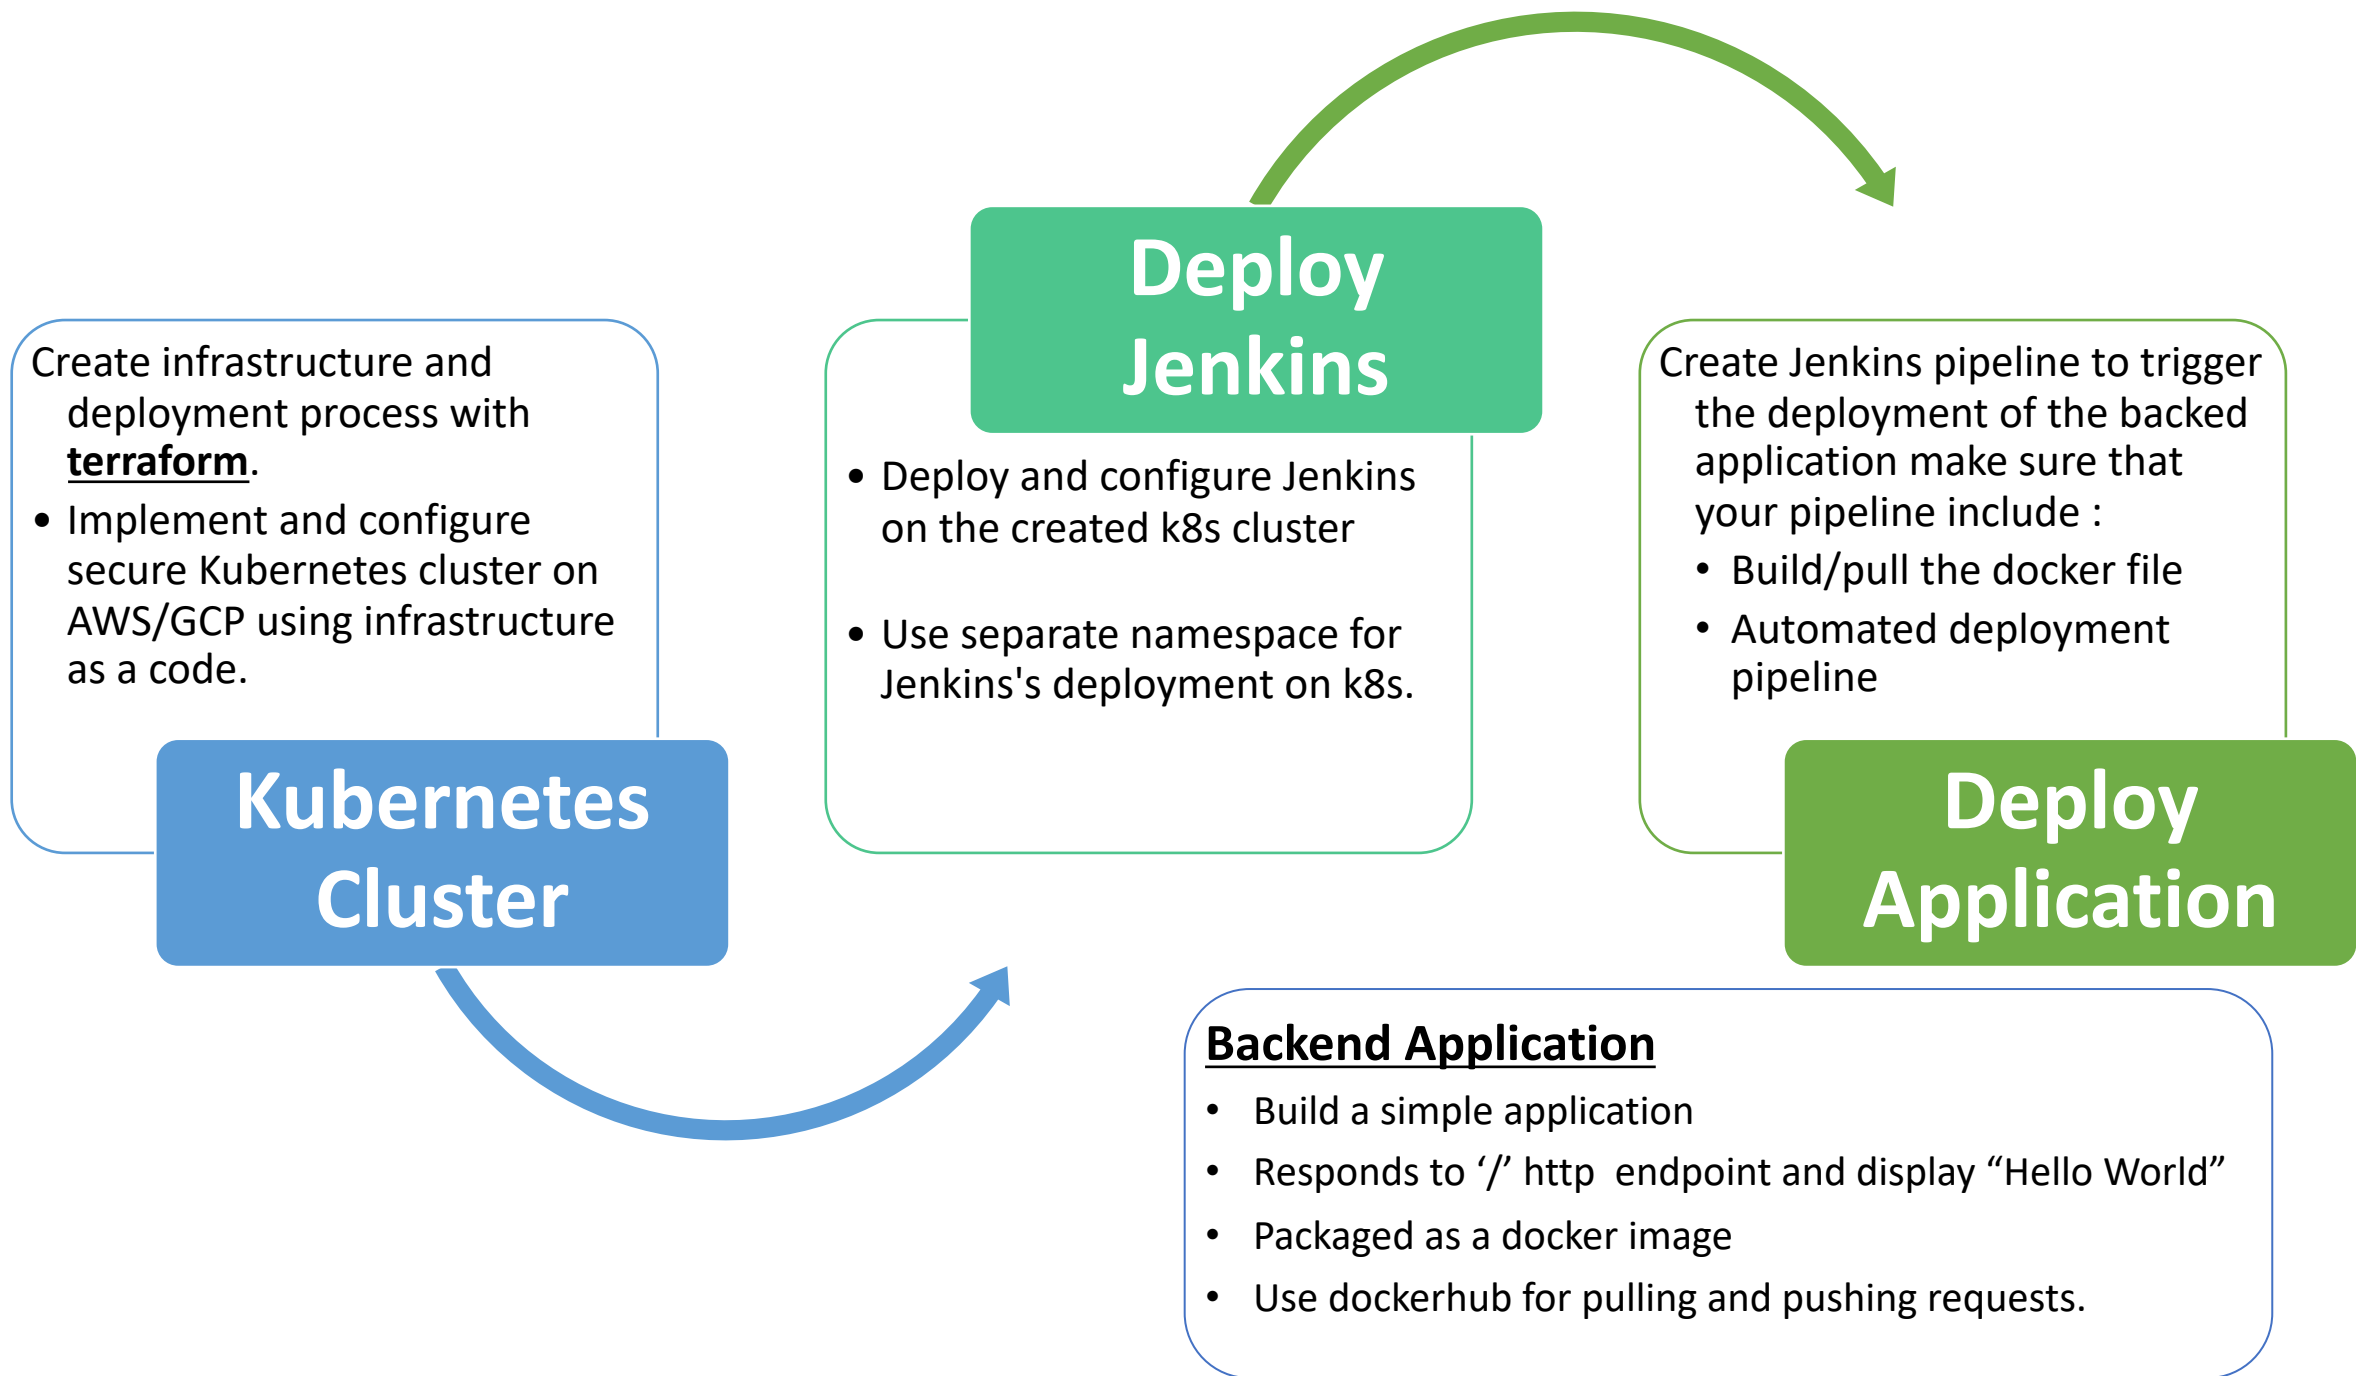 Create infrastructure and
deployment process with
terraform.
• Implement and configure
secure Kubernetes cluster on
AWS/GCP using infrastructure
as a code.
Kubernetes
Cluster
Deploy
Jenkins
• Deploy and configure Jenkins
on the created k8s cluster
• Use separate namespace for
Jenkins's deployment on k8s.
Create Jenkins pipeline to trigger
the deployment of the backed
application make sure that
your pipeline include :
• Build/pull the docker file
• Automated deployment
pipeline
Deploy
Application
Backend Application
• Build a simple application
• Responds to ‘/’ http  endpoint and display “Hello World”
• Packaged as a docker image
• Use dockerhub for pulling and pushing requests.